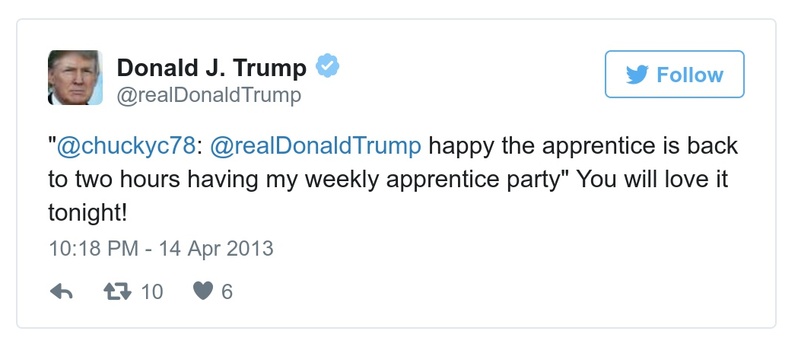 Donald J. Trump
@realDonaldTrump
Follow
"@chuckyc78: @realDonaldTrump happy the apprentice is back
to two hours having my weekly apprentice party" You will love it
tonight!
10:18 PM - 14 Apr 2013
10 6